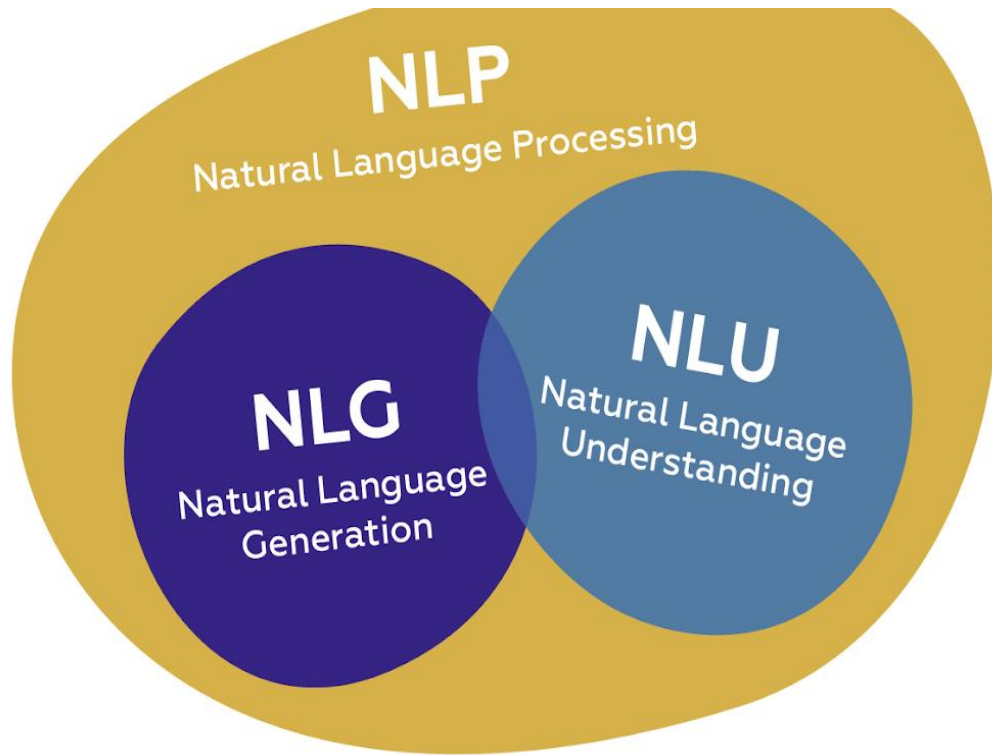 NLP
Natural Language Processing
NLG
Natural Language
Generation
NLU
Natural Language
Understanding